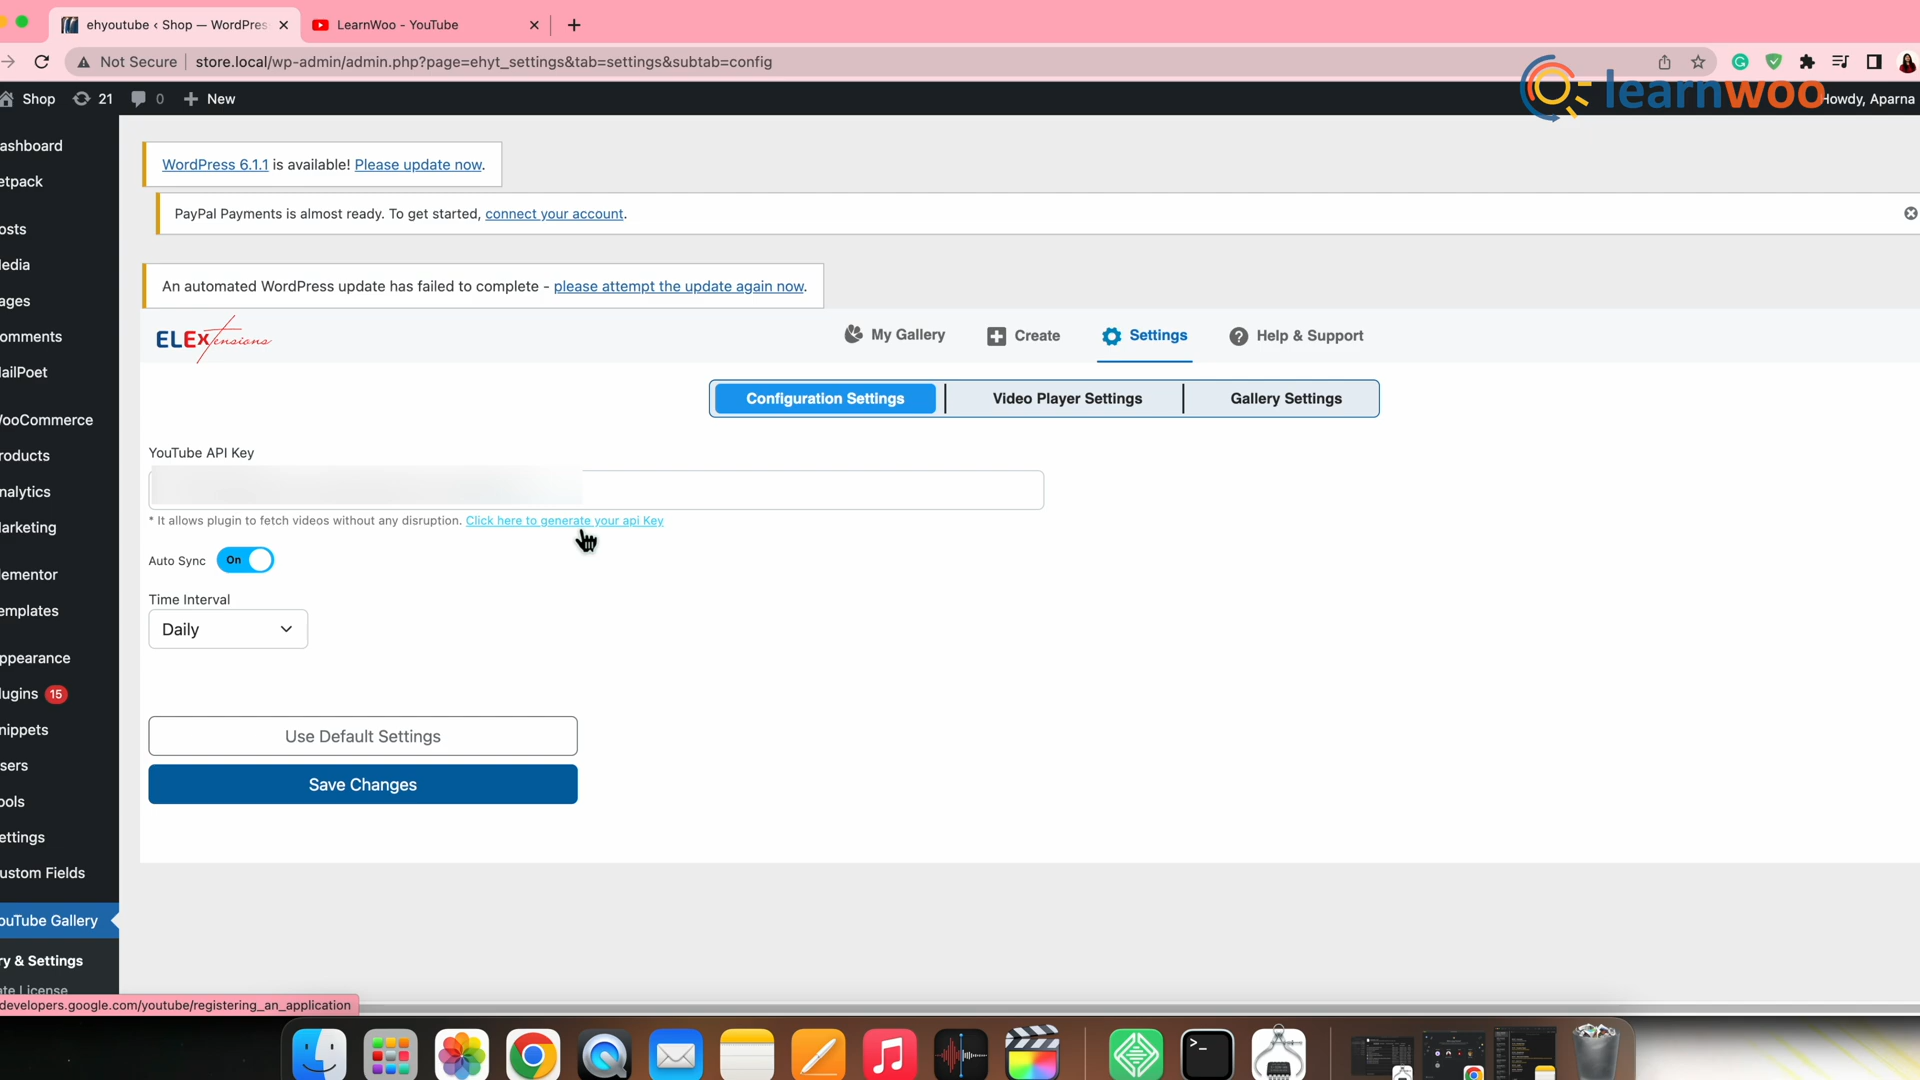 ehyoutube ‹ Shop — WordPres
LearnWoo - YouTube
Not Secure
store.local/wp-admin/admin.php?page=ehyt_settings&tab=settings&subtab=config
Shop
21
0
New
learnwoo
Howdy, Aparna
ashboard
etpack
osts
edia
ages
omments
ailPoet
ooCommerce
roducts
nalytics
arketing
lementor
emplates
ppearance
lugins 15
nippets
sers
ools
ettings
ustom Fields
ouTube Gallery
ry & Settings
ate License
WordPress 6.1.1 is available! Please update now.
PayPal Payments is almost ready. To get started, connect your account.
An automated WordPress update has failed to complete - please attempt the update again now.
ELExtensions
My Gallery
Create
Settings
Help & Support
Configuration Settings
Video Player Settings
Gallery Settings
YouTube API Key
* It allows plugin to fetch videos without any disruption. Click here to generate your api Key
Auto Sync
On
Time Interval
Daily
Use Default Settings
Save Changes
developers.google.com/youtube/registering_an_application